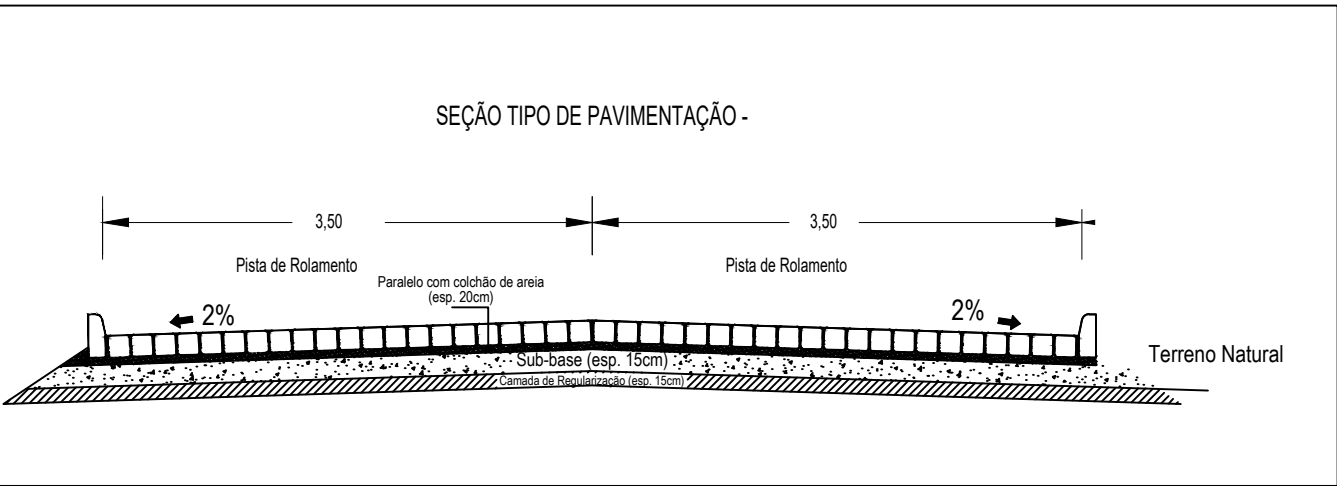 SEÇÃO TIPO DE PAVIMENTAÇÃO -
3,50
3,50
Pista de Rolamento
Pista de Rolamento
Paralelo com colchão de areia
(esp. 20cm)
2%
2%
Sub-base (esp. 15cm)
Terreno Natural
Camada de Regularização (esp. 15cm)